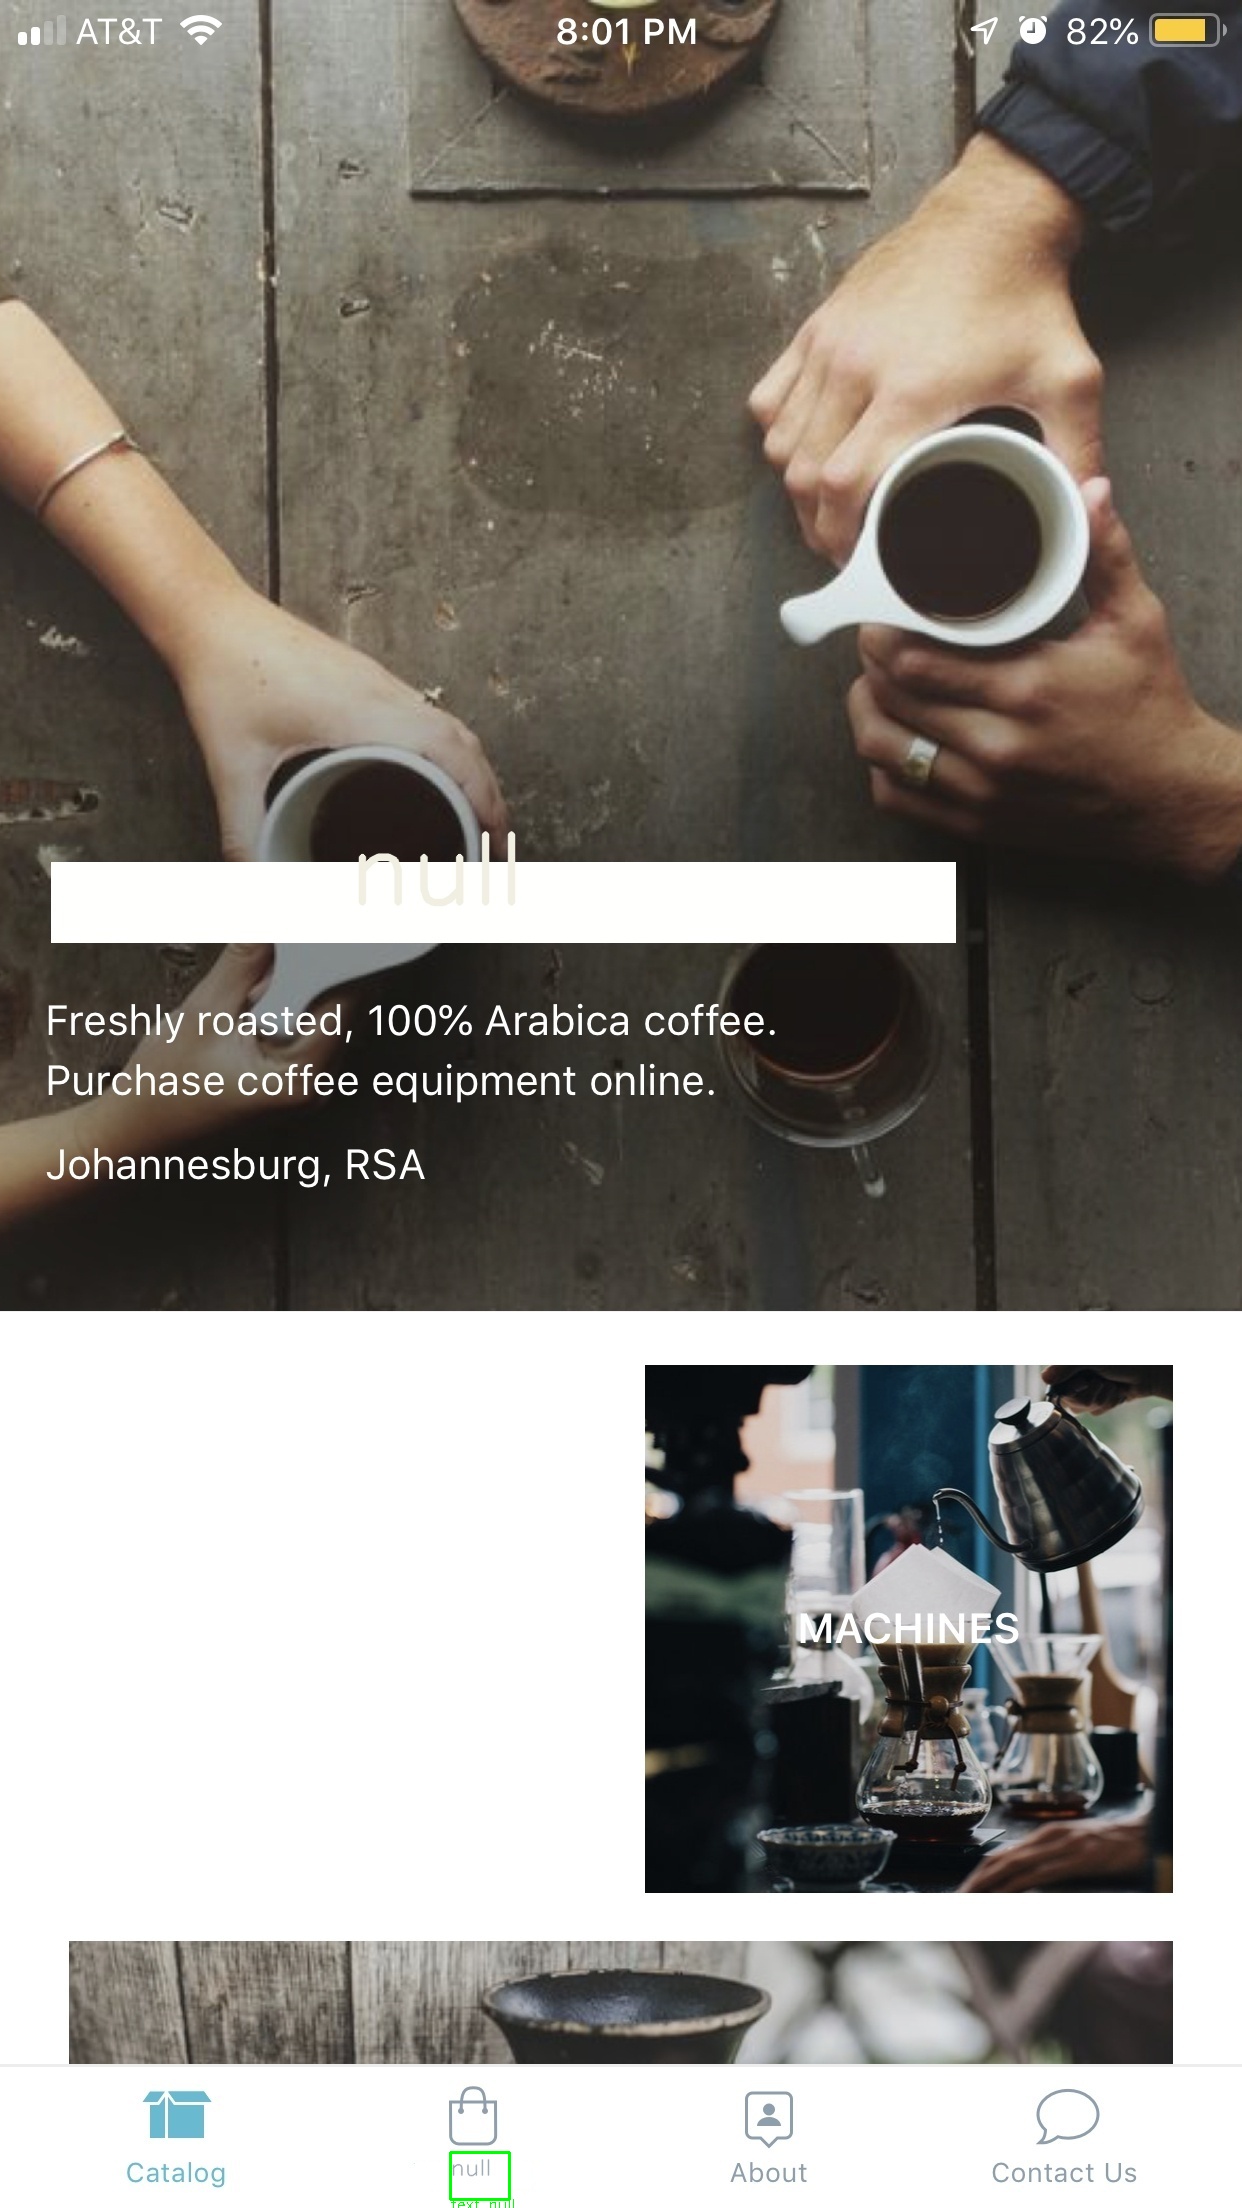 AT&T
8:01 PM
82%
null
Freshly roasted, 100% Arabica coffee.
Purchase coffee equipment online.
Johannesburg, RSA
MACHINES
Catalog
null
text null
About
Contact Us